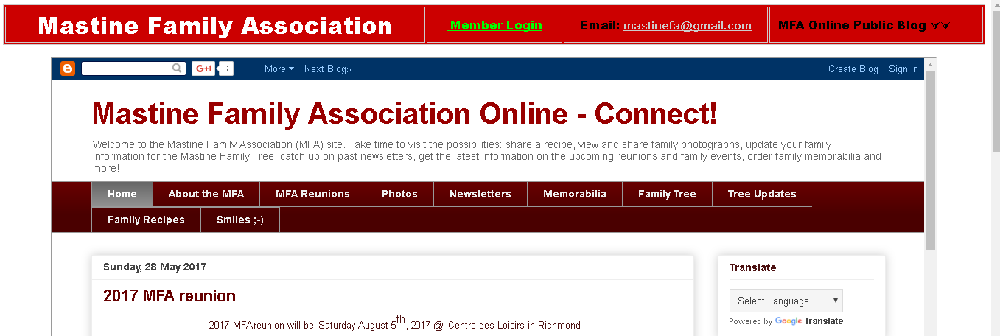 Mastine Family Association
Member Login
Email: mastinefa@gmail.com
MFA Online Public Blog ⩔⩔
G+1 0
More
Next Blog»
Create Blog
Sign In
Mastine Family Association Online - Connect!
Welcome to the Mastine Family Association (MFA) site. Take time to visit the possibilities: share a recipe, view and share family photographs, update your family
information for the Mastine Family Tree, catch up on past newsletters, get the latest information on the upcoming reunions and family events, order family memorabilia and
more!
Home
About the MFA
MFA Reunions
Photos
Newsletters
Memorabilia
Family Tree
Tree Updates
Family Recipes
Smiles ;-)
Sunday, 28 May 2017
2017 MFA reunion
2017 MFAreunion will be Saturday August 5th, 2017 @ Centre des Loisirs in Richmond
Translate
Select Language
Powered by Google Translate